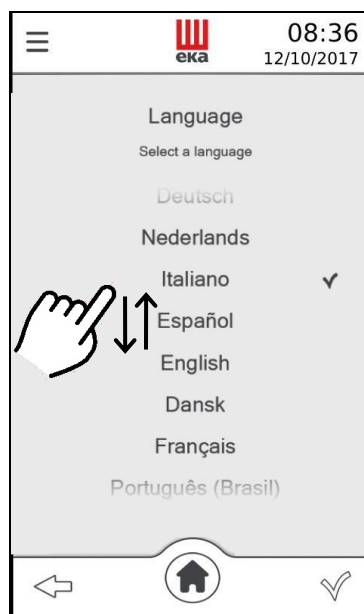 08:36
eka
12/10/2017
Language
Select a language
Deutsch
Nederlands
Italiano
Español
English
Dansk
Français
Português (Brasil)